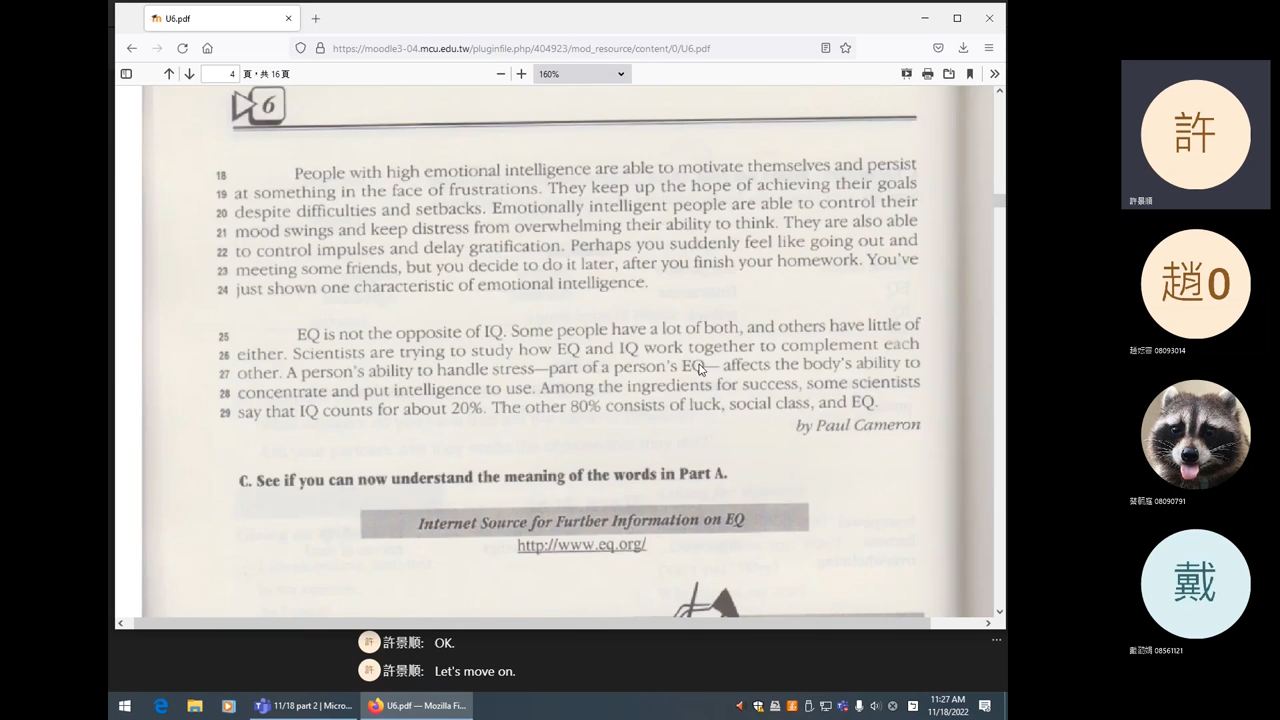 U6.pdf
https://moodle3-04.mcu.edu.tw/pluginfile.php/404923/mod_resource/content/0/U6.pdf
4 頁,共 16 頁
160%
6
18 People with high emotional intelligence are able to motivate themselves and persist
19 at something in the face of frustrations. They keep up the hope of achieving their goals
20 despite difficulties and setbacks. Emotionally intelligent people are able to control their
21 mood swings and keep distress from overwhelming their ability to think. They are also able
22 to control impulses and delay gratification. Perhaps you suddenly feel like going out and
23 meeting some friends, but you decide to do it later, after you finish your homework. You've
24 just shown one characteristic of emotional intelligence.
25 EQ is not the opposite of IQ. Some people have a lot of both, and others have little of
26 either. Scientists are trying to study how EQ and IQ work together to complement each
27 other. A person's ability to handle stress—part of a person's EQ— affects the body's ability to
28 concentrate and put intelligence to use. Among the ingredients for success, some scientists
29 say that IQ counts for about 20%. The other 80% consists of luck, social class, and EQ.
by Paul Cameron
C. See if you can now understand the meaning of the words in Part A.
Internet Source for Further Information on EQ
http://www.eq.org/
許 許景順: OK.
許 許景順: Let's move on.
11/18 part 2 | Micro...
U6.pdf — Mozilla Fi...
11:27 AM
11/18/2022
許
許景順
趙0
08093014
08090791
戴
08561121